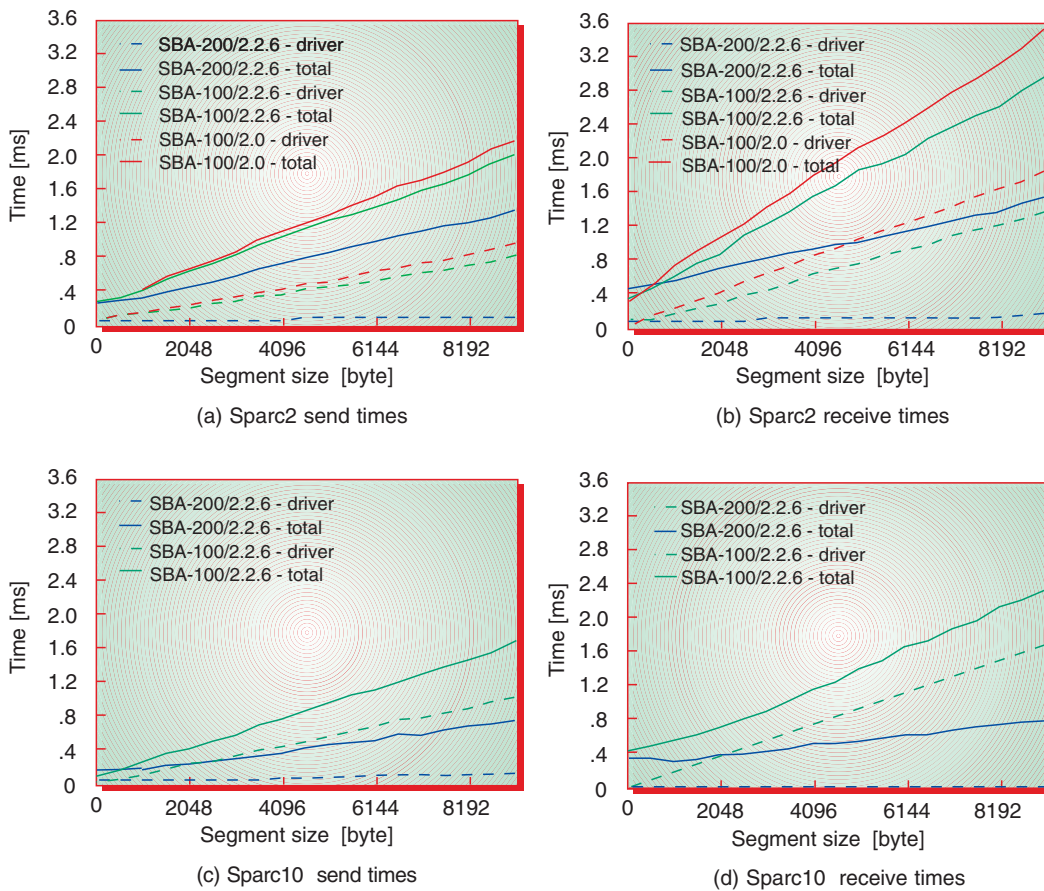 3.6
3.2
2.8
2.4
2.0
1.6
1.2
.8
.4
0
Time [ms]
SBA-200/2.2.6 - driver
SBA-200/2.2.6 - total
SBA-100/2.2.6 - driver
SBA-100/2.2.6 - total
SBA-100/2.0 - driver
SBA-100/2.0 - total
0 2048 4096 6144 8192
Segment size [byte]
(a) Sparc2 send times
3.6
3.2
2.8
2.4
2.0
1.6
1.2
.8
.4
0
Time [ms]
SBA-200/2.2.6 - driver
SBA-200/2.2.6 - total
SBA-100/2.2.6 - driver
SBA-100/2.2.6 - total
SBA-100/2.0 - driver
SBA-100/2.0 - total
0 2048 4096 6144 8192
Segment size [byte]
(b) Sparc2 receive times
3.6
3.2
2.8
2.4
2.0
1.6
1.2
.8
.4
0
Time [ms]
SBA-200/2.2.6 - driver
SBA-200/2.2.6 - total
SBA-100/2.2.6 - driver
SBA-100/2.2.6 - total
0 2048 4096 6144 8192
Segment size [byte]
(c) Sparc10 send times
3.6
3.2
2.8
2.4
2.0
1.6
1.2
.8
.4
0
Time [ms]
SBA-200/2.2.6 - driver
SBA-200/2.2.6 - total
SBA-100/2.2.6 - driver
SBA-100/2.2.6 - total
0 2048 4096 6144 8192
Segment size [byte]
(d) Sparc10 receive times